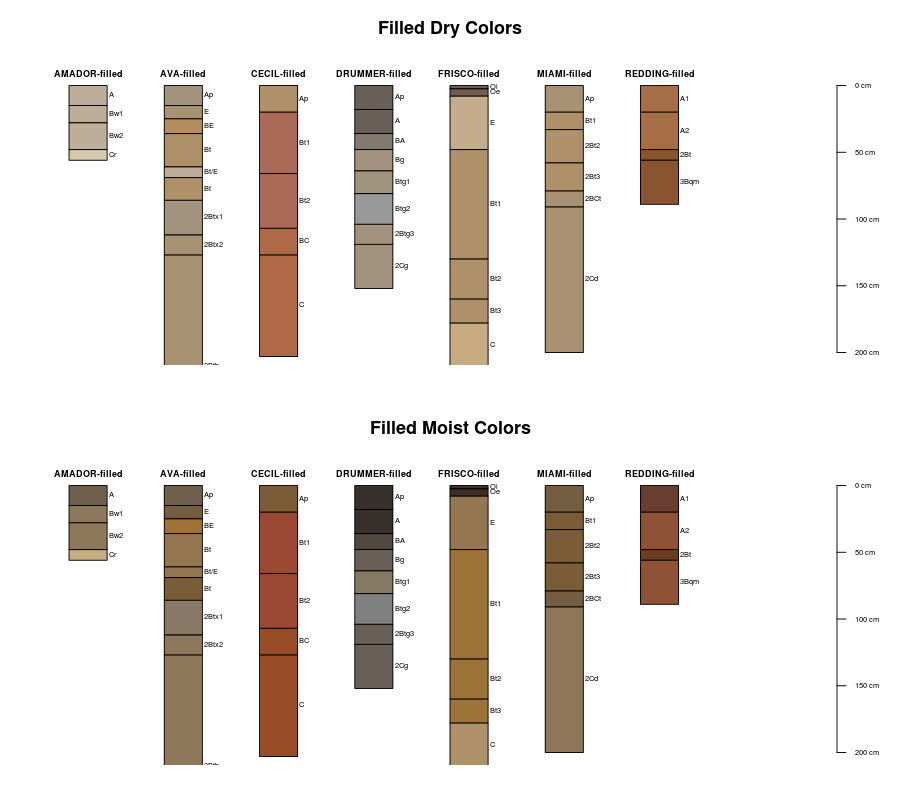 Filled Dry Colors
AMADOR-filled AVA-filled CECIL-filled DRUMMER-filled FRISCO-filled MIAMI-filled REDDING-filled
A
Bw1
Bw2
Cr
Ap
E
BE
Bt
Bt/E
Bt
2Btx1
2Btx2
Ap
Bt1
Bt2
BC
C
Ap
A
BA
Bg
Btg1
Btg2
2Btg3
2Cg
Oi
Oe
E
Bt1
Bt2
Bt3
C
Ap
Bt1
2Bt2
2Bt3
2BCt
2Cd
A1
A2
2Bt
3Bqm
0 cm
50 cm
100 cm
150 cm
200 cm
Filled Moist Colors
AMADOR-filled AVA-filled CECIL-filled DRUMMER-filled FRISCO-filled MIAMI-filled REDDING-filled
A
Bw1
Bw2
Cr
Ap
E
BE
Bt
Bt/E
Bt
2Btx1
2Btx2
Ap
Bt1
Bt2
BC
C
Ap
A
BA
Bg
Btg1
Btg2
2Btg3
2Cg
Oi
Oe
E
Bt1
Bt2
Bt3
C
Ap
Bt1
2Bt2
2Bt3
2BCt
2Cd
A1
A2
2Bt
3Bqm
0 cm
50 cm
100 cm
150 cm
200 cm